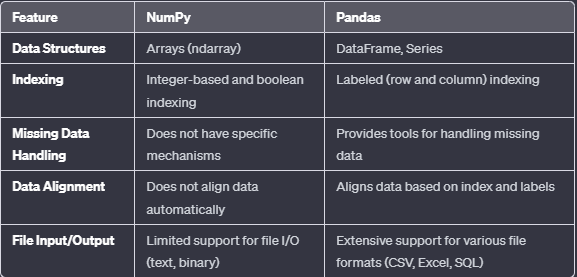 Feature NumPy Pandas
Data Structures Arrays (ndarray) DataFrame, Series
Indexing Integer-based and boolean indexing Labeled (row and column) indexing
Missing Data Handling Does not have specific mechanisms Provides tools for handling missing data
Data Alignment Does not align data automatically Aligns data based on index and labels
File Input/Output Limited support for file I/O (text, binary) Extensive support for various file formats (CSV, Excel, SQL)